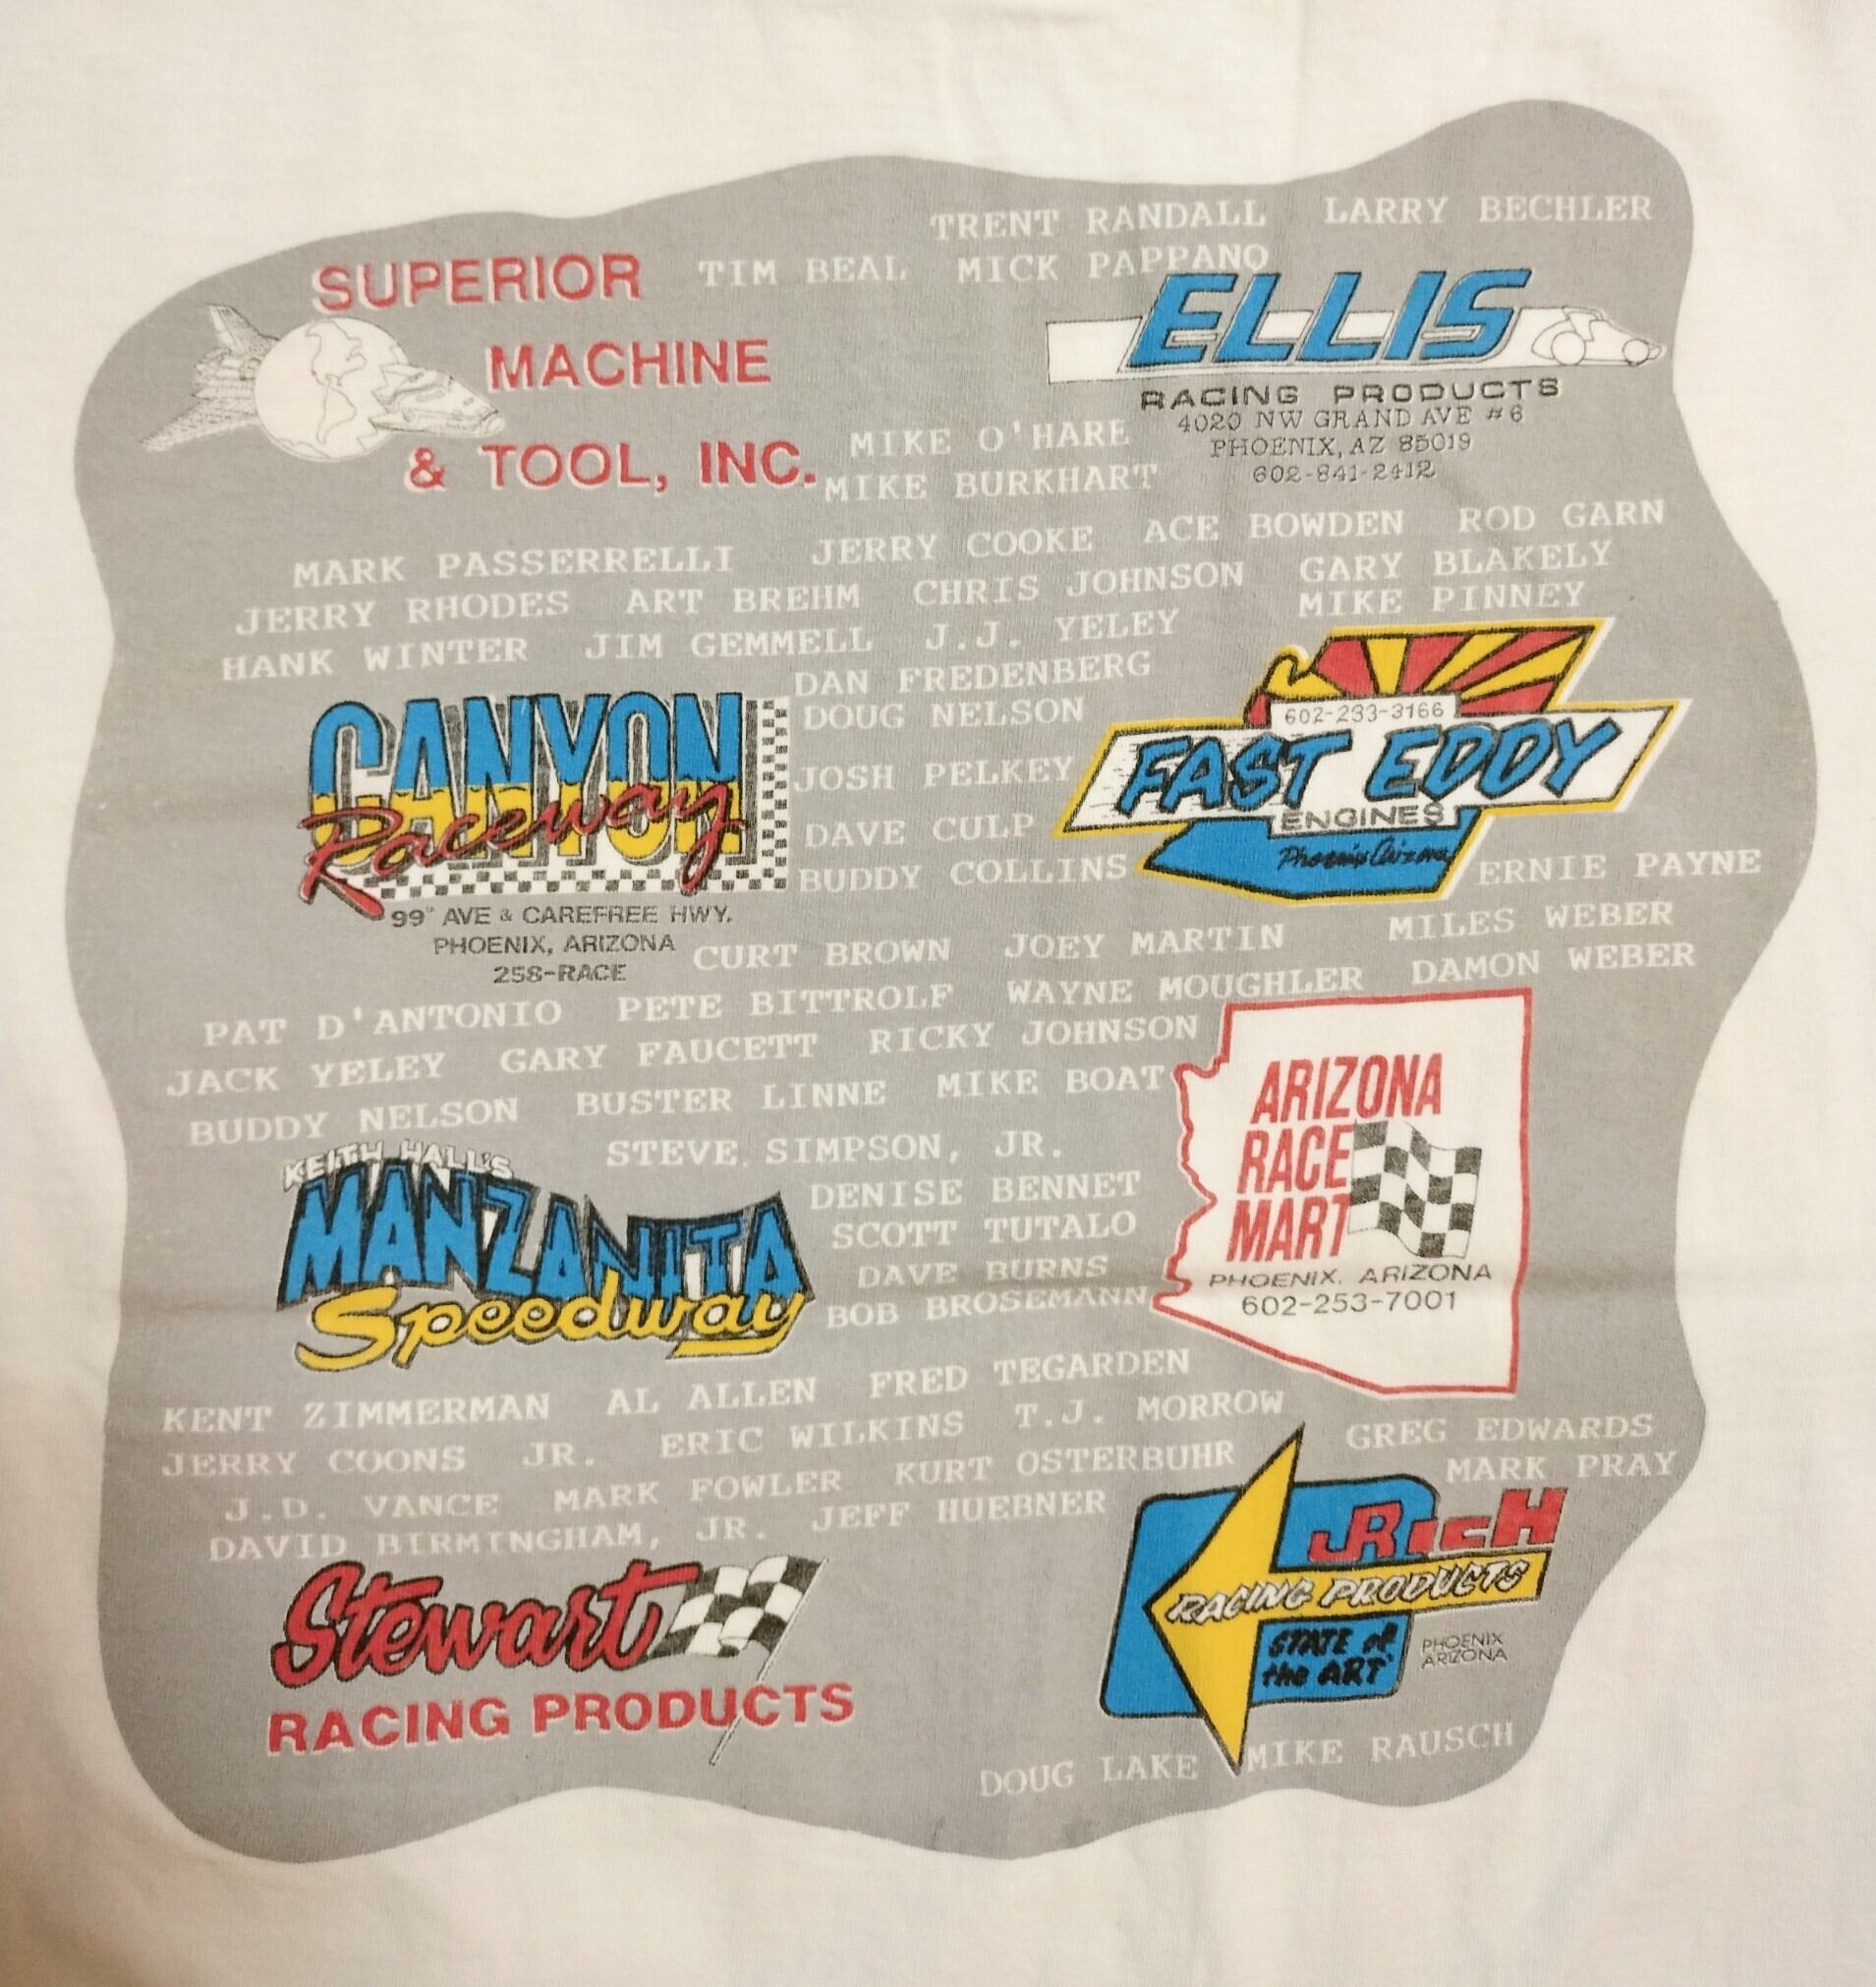 TRENT RANDALL LARRY BECHLER
TIM BEAL MICK PAPPANO
SUPERIOR
MACHINE
& TOOL, INC.
ELLIS
RACING PRODUCTS
4020 NW GRAND AVE #6
PHOENIX, AZ 85019
602-841-2412
MIKE O'HARE
MIKE BURKHART
MARK PASSERRELLI JERRY COOKE ACE BOWDEN ROD GARN
JERRY RHODES ART BREHM CHRIS JOHNSON GARY BLAKELY
HANK WINTER JIM GEMMELL J.J. YELEY MIKE PINNEY
DAN FREDENBERG
DOUG NELSON
JOSH PELKEY
DAVE CULP
BUDDY COLLINS
CANYON
Raceway
99th AVE & CAREFREE HWY.
PHOENIX, ARIZONA
258-RACE
602-233-3166
FAST EDDY
ENGINES
Phoenix Arizona
ERNIE PAYNE
CURT BROWN JOEY MARTIN MILES WEBER
PAT D'ANTONIO PETE BITTROLF WAYNE MOUGHLER DAMON WEBER
JACK YELEY GARY FAUCETT RICKY JOHNSON
BUDDY NELSON BUSTER LINNE MIKE BOAT
STEVE SIMPSON, JR.
DENISE BENNET
SCOTT TUTALO
DAVE BURNS
BOB BROSEMANN
KEITH HALL'S
MANZANITA
Speedway
ARIZONA
RACE
MART
PHOENIX, ARIZONA
602-253-7001
KENT ZIMMERMAN AL ALLEN FRED TEGARDEN
JERRY COONS JR. ERIC WILKINS T.J. MORROW GREG EDWARDS
J.D. VANCE MARK FOWLER KURT OSTERBUHR MARK PRAY
DAVID BIRMINGHAM, JR. JEFF HUEBNER
Stewart
RACING PRODUCTS
JRICH
RACING PRODUCTS
STATE of
the ART
PHOENIX
ARIZONA
DOUG LAKE MIKE RAUSCH